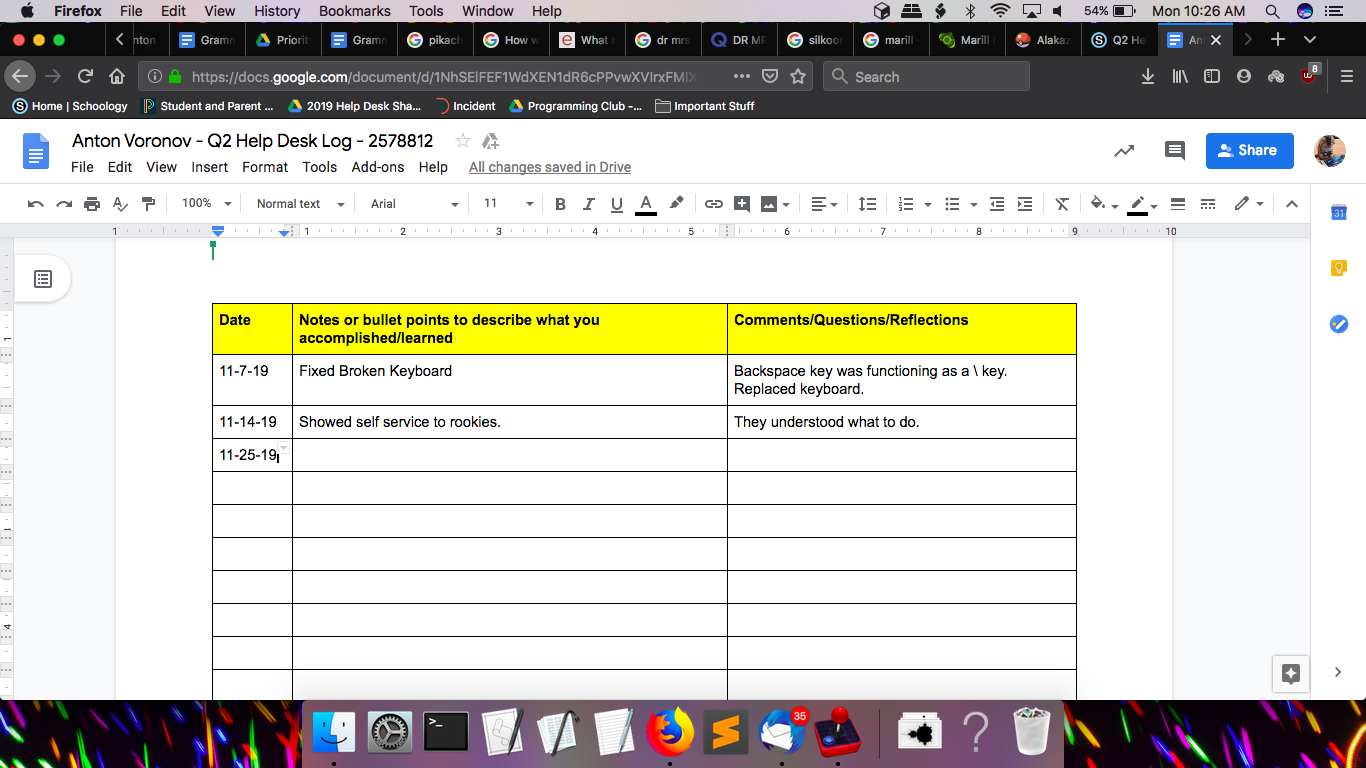 Firefox File Edit View History Bookmarks Tools Window Help 54% Mon 10:26 AM
Gramm Priorit Gramm pikach How w What dr mrs DR MR silkoon marill Marill Alakaz Q2 He
https://docs.google.com/document/d/1NhSElFEF1WdXEN1dR6cPPvwXVIrxFMIX Search 8
Home | Schoology Student and Parent ... 2019 Help Desk Sha... Incident Programming Club -... Important Stuff
Anton Voronov - Q2 Help Desk Log - 2578812
File Edit View Insert Format Tools Add-ons Help All changes saved in Drive
Share
100% Normal text Arial 11 B I U A
1 1 2 3 4 5 6 7 8 9 10
31
Date
Notes or bullet points to describe what you
accomplished/learned
Comments/Questions/Reflections
11-7-19
Fixed Broken Keyboard
Backspace key was functioning as a \ key.
Replaced keyboard.
11-14-19
Showed self service to rookies.
They understood what to do.
11-25-19
35